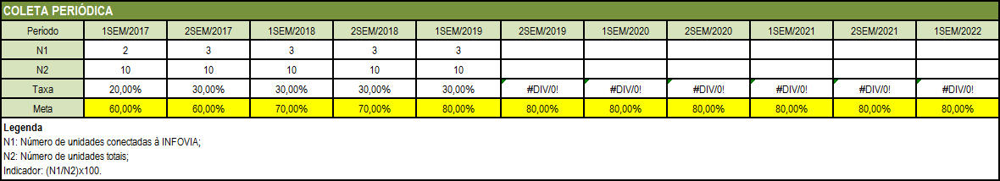 COLETA PERIÓDICA
Período 1SEM/2017 2SEM/2017 1SEM/2018 2SEM/2018 1SEM/2019 2SEM/2019 1SEM/2020 2SEM/2020 1SEM/2021 2SEM/2021 1SEM/2022
N1 2 3 3 3 3
N2 10 10 10 10 10
Taxa 20,00% 30,00% 30,00% 30,00% 30,00% #DIV/0! #DIV/0! #DIV/0! #DIV/0! #DIV/0! #DIV/0!
Meta 60,00% 60,00% 70,00% 70,00% 80,00% 80,00% 80,00% 80,00% 80,00% 80,00% 80,00%
Legenda
N1: Número de unidades conectadas à INFOVIA;
N2: Número de unidades totais;
Indicador: (N1/N2)x100.